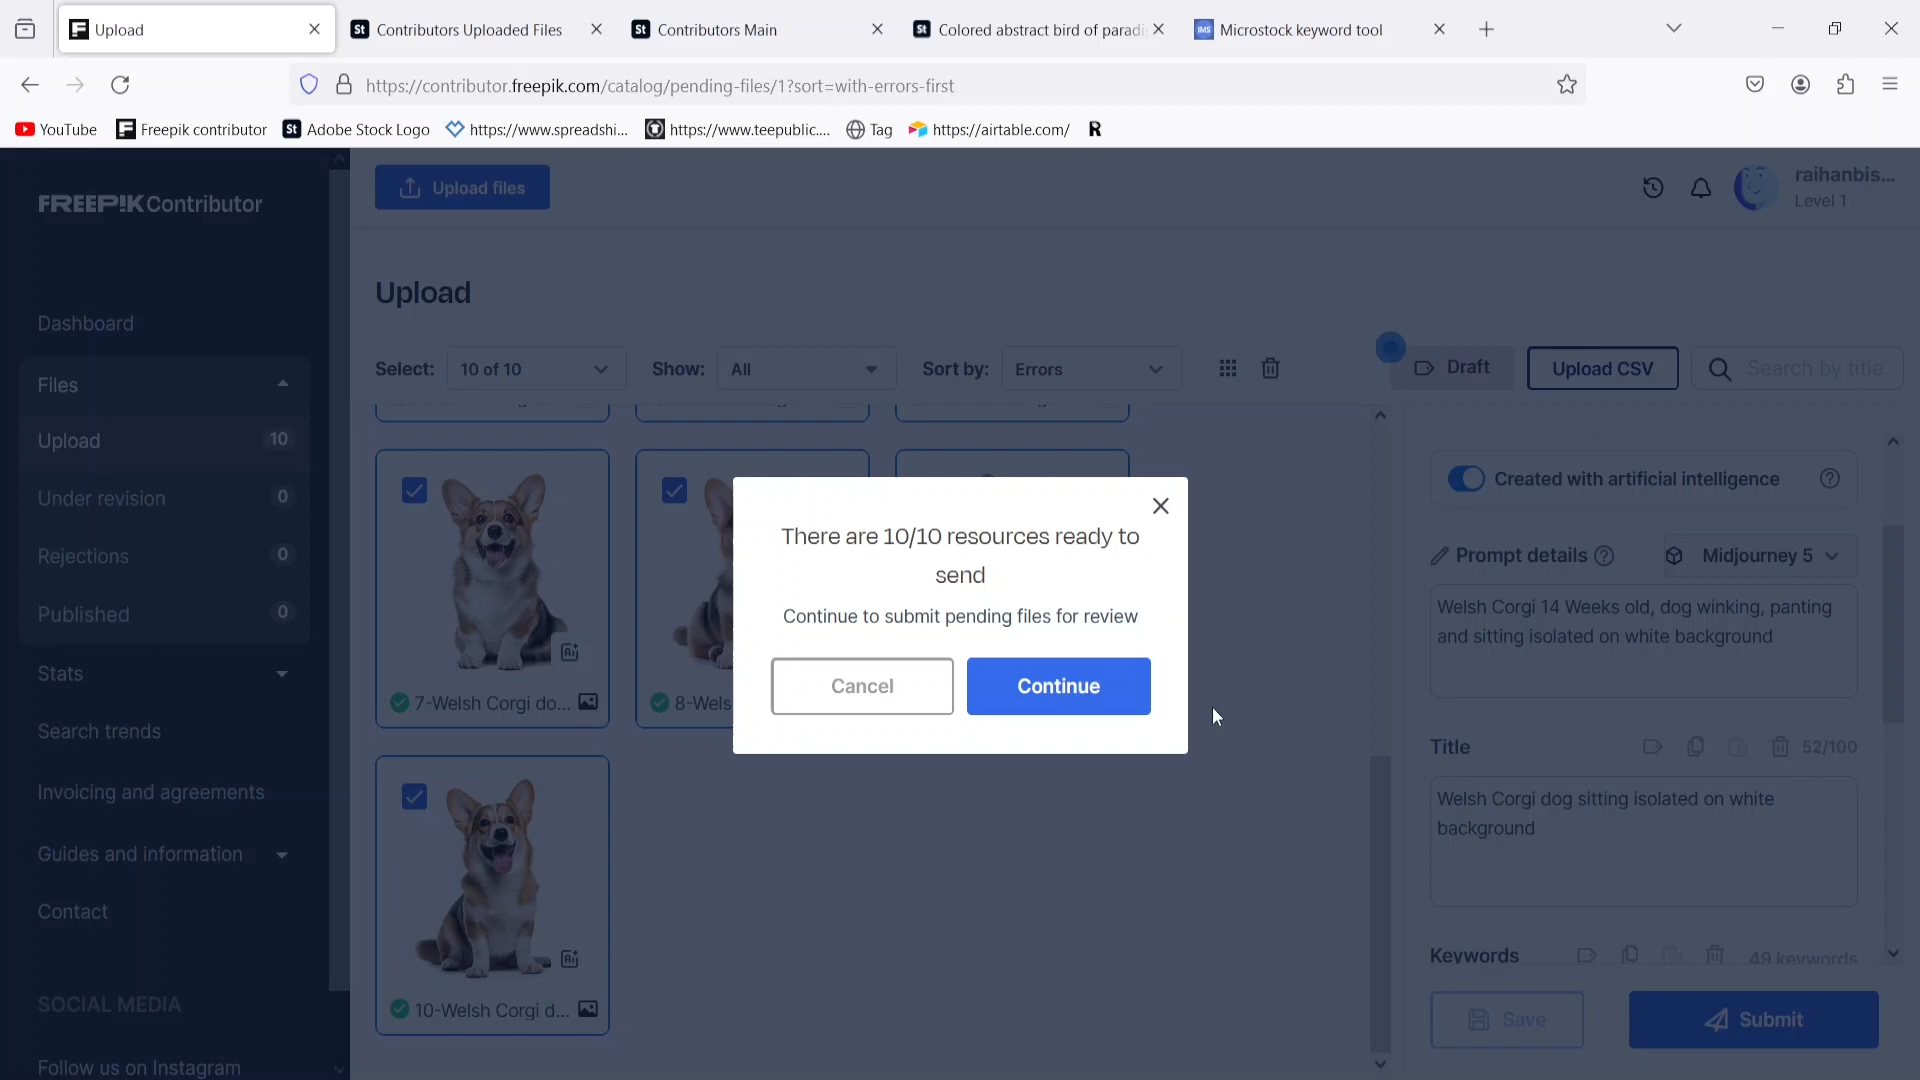 Upload
Contributors Uploaded Files
Contributors Main
Colored abstract bird of paradi
Microstock keyword tool
https://contributor.freepik.com/catalog/pending-files/1?sort=with-errors-first
YouTube
Freepik contributor
Adobe Stock Logo
https://www.spreadshi...
https://www.teepublic....
Tag
https://airtable.com/
FREEP!K Contributor
Upload files
raihanbis...
Level 1
Upload
Dashboard
Files
Upload 10
Under revision 0
Rejections 0
Published 0
Stats
Search trends
Invoicing and agreements
Guides and information
Contact
SOCIAL MEDIA
Follow us on Instagram
Select: 10 of 10
Show: All
Sort by: Errors
Draft
Upload CSV
Search by title
7-Welsh Corgi do...
8-Wels
10-Welsh Corgi d...
There are 10/10 resources ready to
send
Continue to submit pending files for review
Cancel
Continue
Created with artificial intelligence
Prompt details
Midjourney 5
Welsh Corgi 14 Weeks old, dog winking, panting
and sitting isolated on white background
Title
52/100
Welsh Corgi dog sitting isolated on white
background
Keywords
49 keywords
Save
Submit